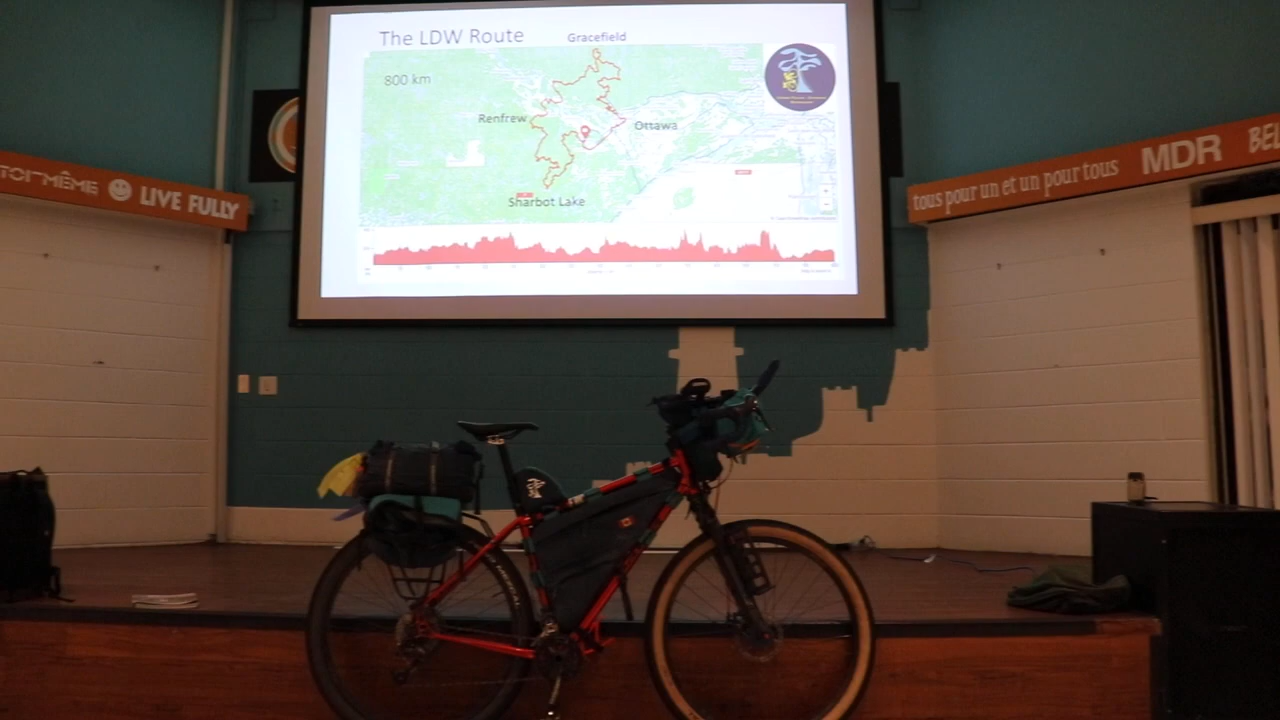 The LDW Route
Gracefield
800 km
Renfrew
Ottawa
Sharbot Lake
TOI-MÊME
LIVE FULLY
tous pour un et un pour tous
MDR